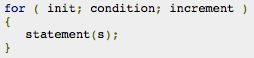 for ( init; condition; increment )
{
   statement(s);
}